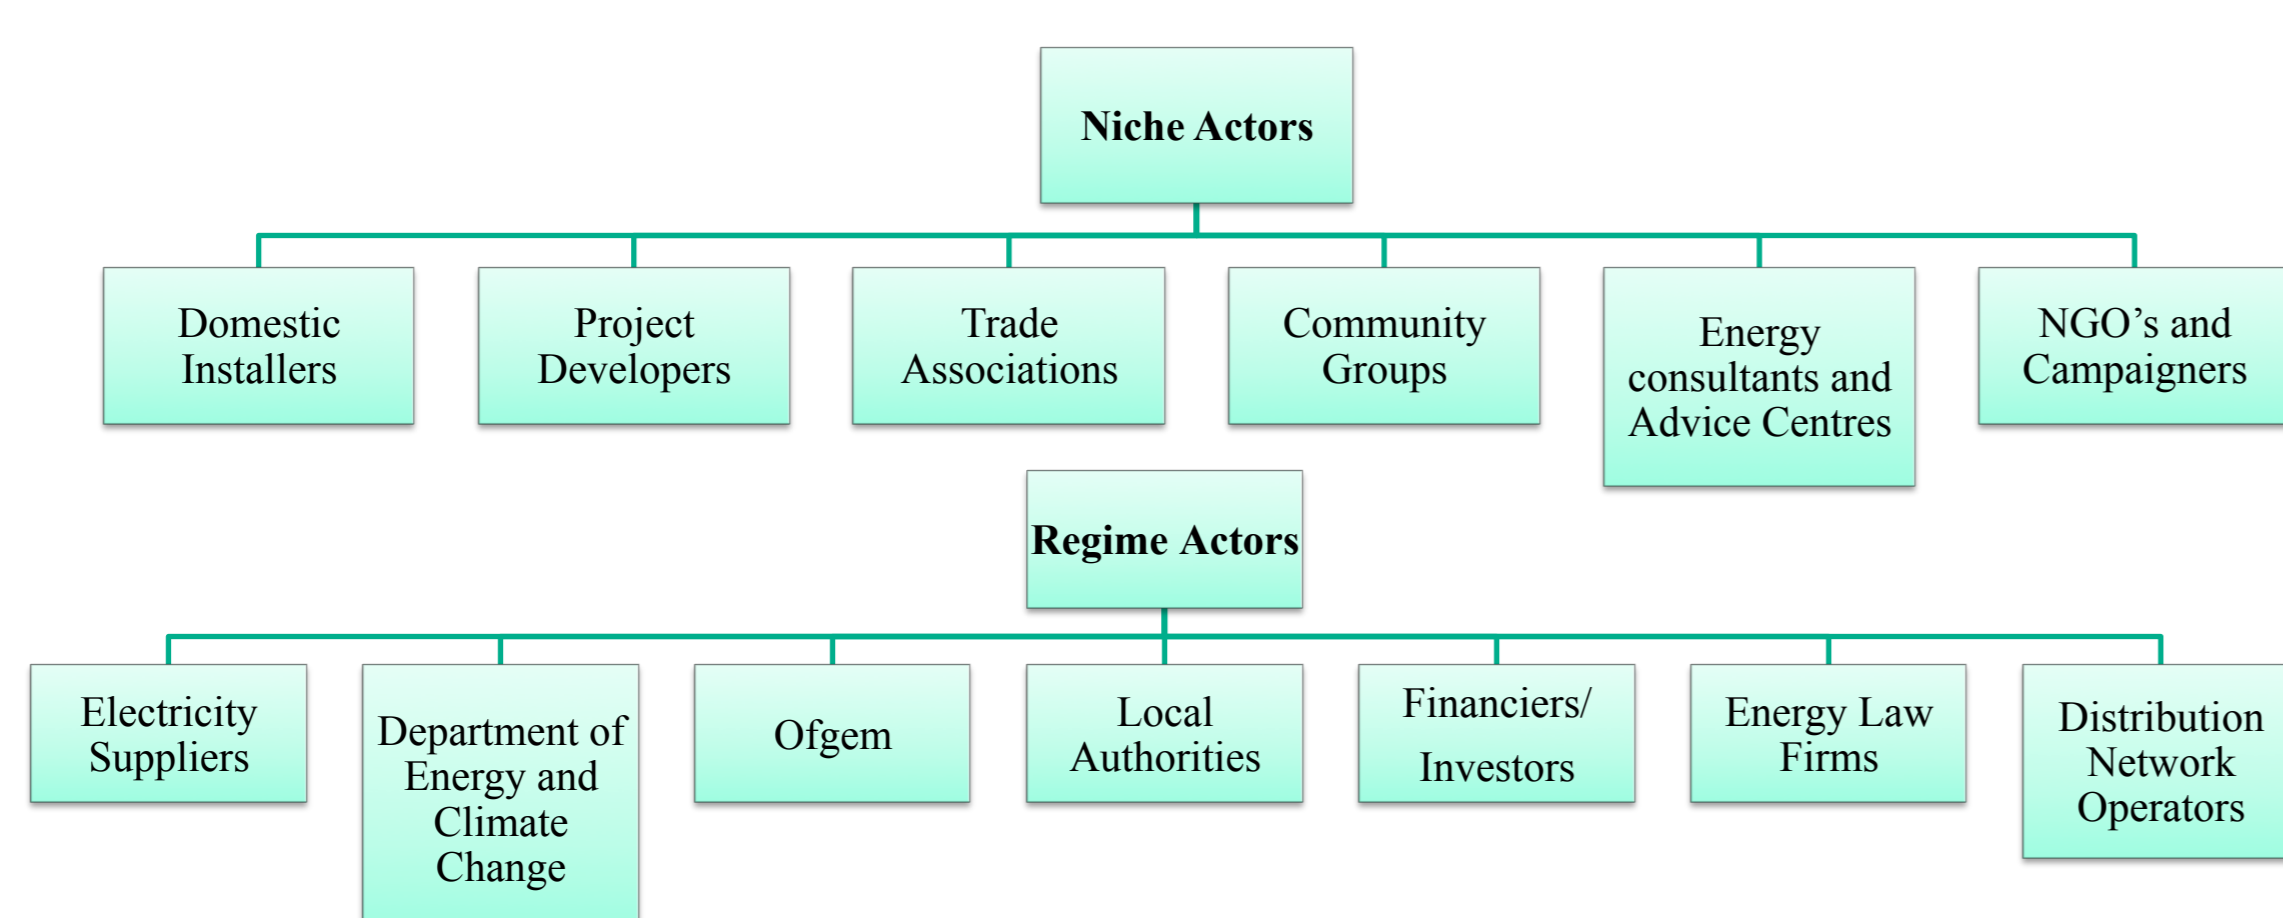 Niche Actors
Domestic
Installers
Project
Developers
Trade
Associations
Community
Groups
Energy
consultants and
Advice Centres
NGO’s and
Campaigners
Regime Actors
Electricity
Suppliers
Department of
Energy and
Climate
Change
Ofgem
Local
Authorities
Financiers/
Investors
Energy Law
Firms
Distribution
Network
Operators